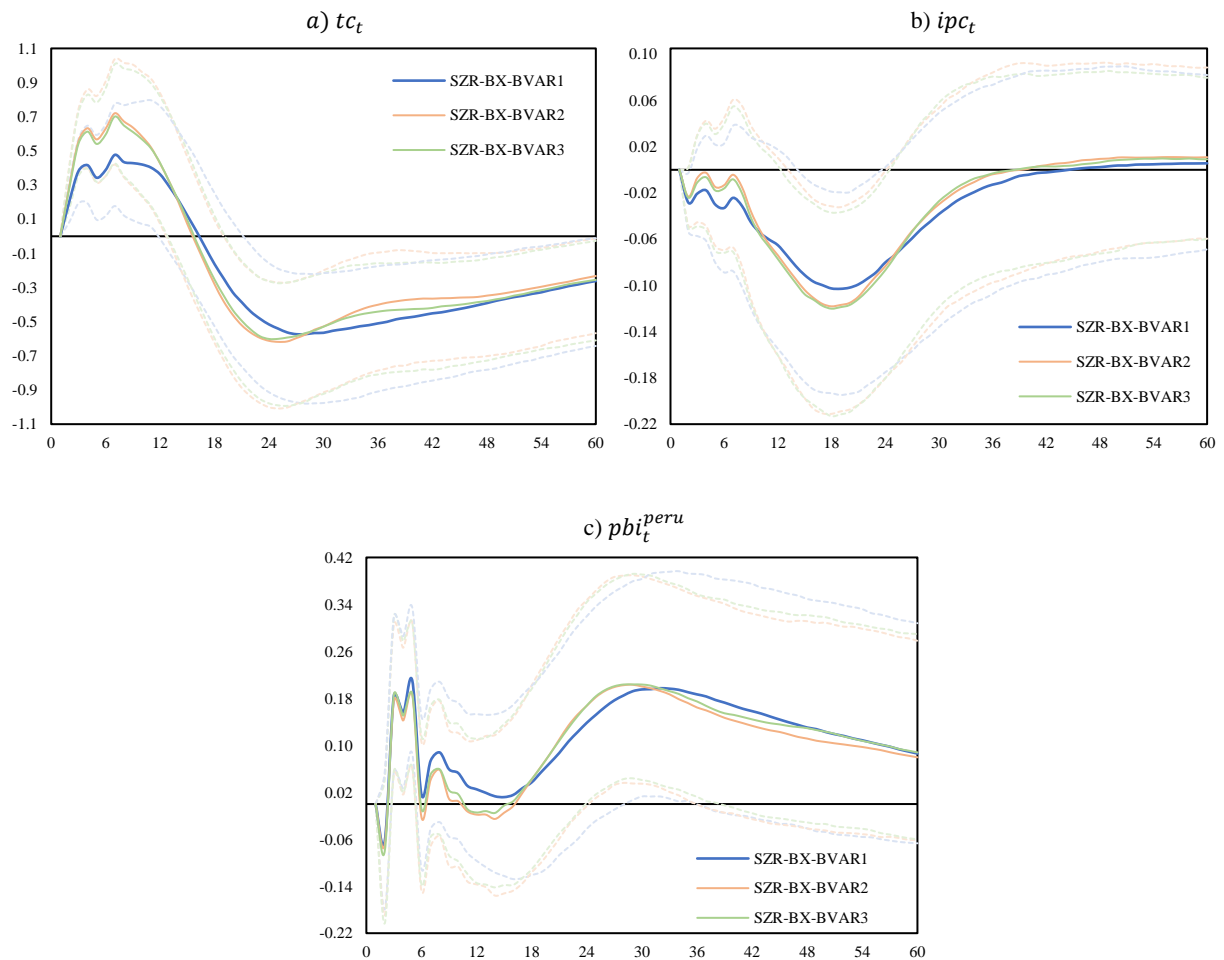 a) tc_t
1.1
0.9
0.7
0.5
0.3
0.1
-0.1
-0.3
-0.5
-0.7
-0.9
-1.1
SZR-BX-BVAR1
SZR-BX-BVAR2
SZR-BX-BVAR3
0 6 12 18 24 30 36 42 48 54 60
b) ipc_t
0.10
0.06
0.02
-0.02
-0.06
-0.10
-0.14
-0.18
-0.22
SZR-BX-BVAR1
SZR-BX-BVAR2
SZR-BX-BVAR3
0 6 12 18 24 30 36 42 48 54 60
c) pbi_t^peru
0.42
0.34
0.26
0.18
0.10
0.02
-0.06
-0.14
-0.22
SZR-BX-BVAR1
SZR-BX-BVAR2
SZR-BX-BVAR3
0 6 12 18 24 30 36 42 48 54 60